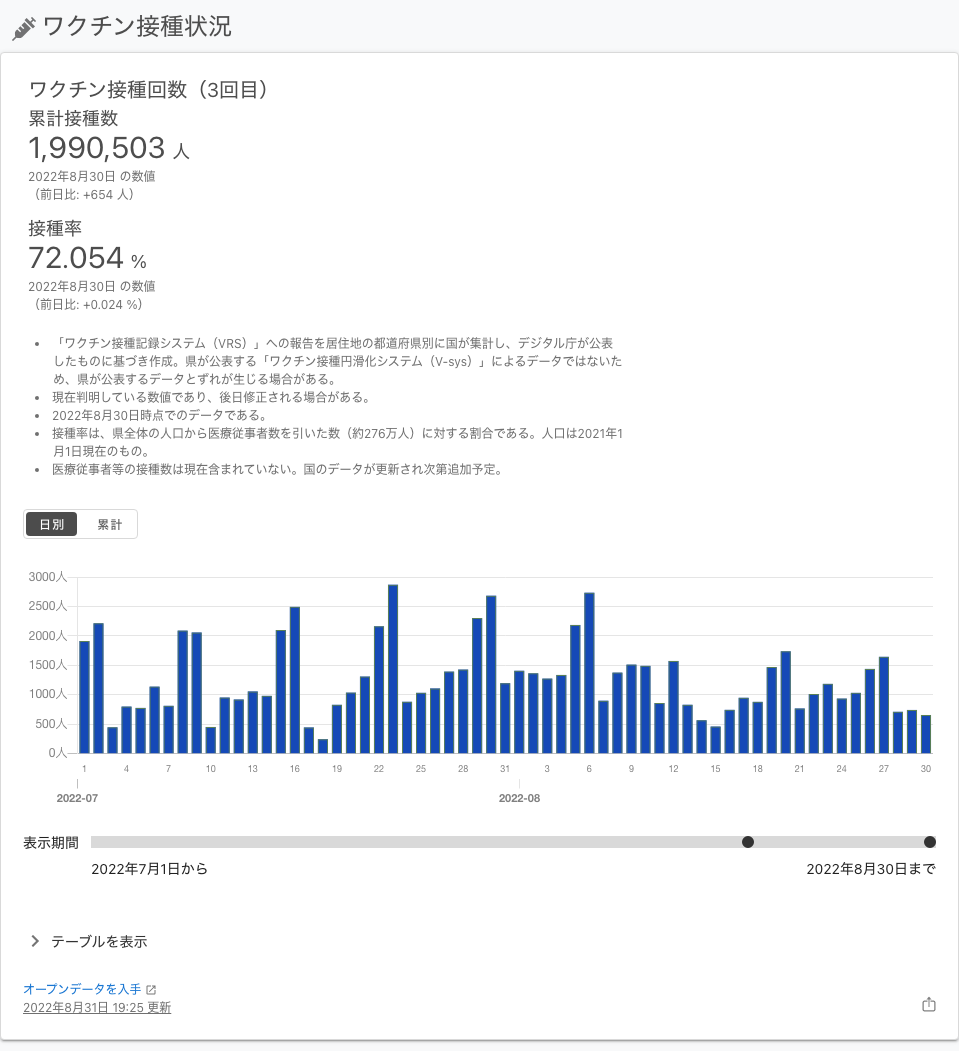 ワクチン接種状況
ワクチン接種回数（3回目）
累計接種数
1,990,503 人
2022年8月30日 の数値
（前日比: +654 人）
接種率
72.054 %
2022年8月30日 の数値
（前日比: +0.024 %）
• 「ワクチン接種記録システム（VRS）」への報告を居住地の都道府県別に国が集計し、デジタル庁が公表
したものに基づき作成。県が公表する「ワクチン接種円滑化システム（V-sys）」によるデータではないた
め、県が公表するデータとずれが生じる場合がある。
• 現在判明している数値であり、後日修正される場合がある。
• 2022年8月30日時点でのデータである。
• 接種率は、県全体の人口から医療従事者数を引いた数（約276万人）に対する割合である。人口は2021年1
月1日現在のもの。
• 医療従事者等の接種数は現在含まれていない。国のデータが更新され次第追加予定。
日別 累計
3000人
2500人
2000人
1500人
1000人
500人
0人
1 4 7 10 13 16 19 22 25 28 31 3 6 9 12 15 18 21 24 27 30
2022-07 2022-08
表示期間
2022年7月1日から 2022年8月30日まで
テーブルを表示
オープンデータを入手
2022年8月31日 19:25 更新